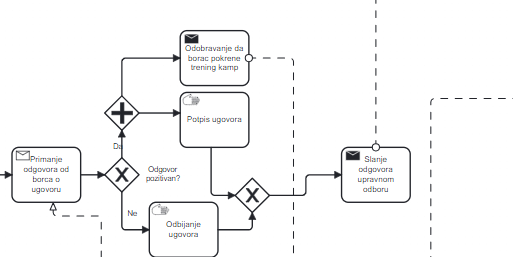 Odobravanje da
borac pokrene
trening kamp
Potpis ugovora
Da
Primanje
odgovora od
borca o
ugovoru
Odgovor
pozitivan?
Slanje
odgovora
upravnom
odboru
Ne
Odbijanje
ugovora